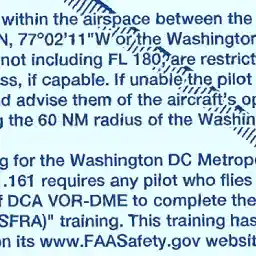 within the airspace between the
N, 77°02'11"W or the Washington
not including FL 180, are restrict
ss, if capable. If unable the pilot
d advise them of the aircraft's op
g the 60 NM radius of the Washin
g for the Washington DC Metrop
.161 requires any pilot who flies
f DCA VOR-DME to complete the
SFRA)" training. This training has
on its www.FAASafety.gov websit